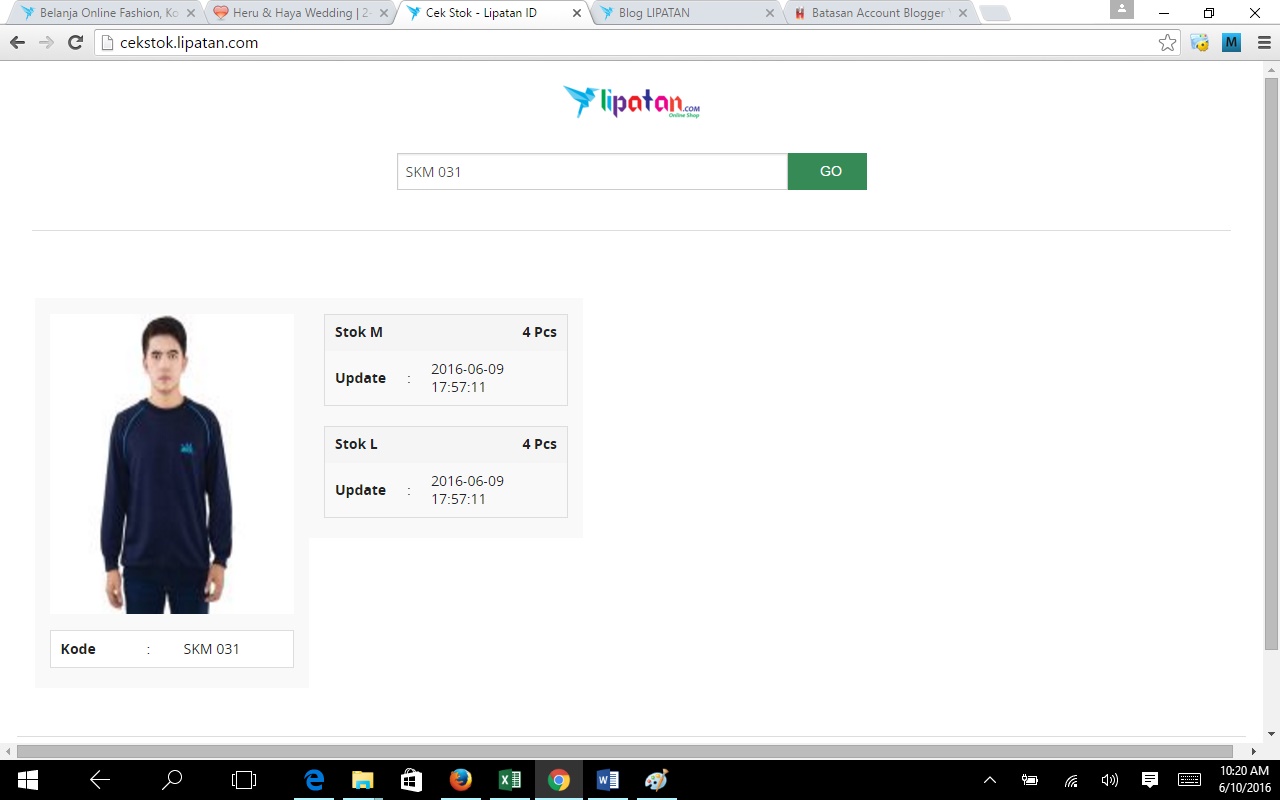 Belanja Online Fashion, Ko
Heru & Haya Wedding | 2-
Cek Stok - Lipatan ID
Blog LIPATAN
Batasan Account Blogger
cekstok.lipatan.com
M
lipatan.COM
Online Shop
SKM 031
GO
Stok M 4 Pcs
Update : 2016-06-09
17:57:11
Stok L 4 Pcs
Update : 2016-06-09
17:57:11
Kode : SKM 031
10:20 AM
6/10/2016